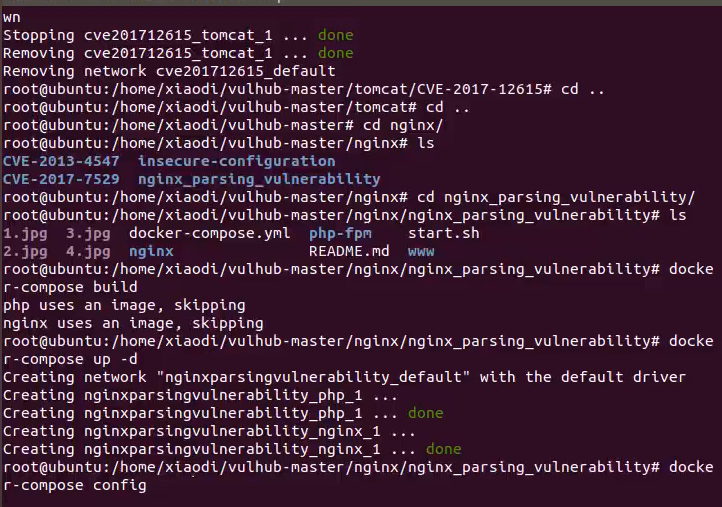 wn
Stopping cve201712615_tomcat_1 ... done
Removing cve201712615_tomcat_1 ... done
Removing network cve201712615_default
root@ubuntu:/home/xiaodi/vulhub-master/tomcat/CVE-2017-12615# cd ..
root@ubuntu:/home/xiaodi/vulhub-master/tomcat# cd ..
root@ubuntu:/home/xiaodi/vulhub-master# cd nginx/
root@ubuntu:/home/xiaodi/vulhub-master/nginx# ls
CVE-2013-4547  insecure-configuration
CVE-2017-7529  nginx_parsing_vulnerability
root@ubuntu:/home/xiaodi/vulhub-master/nginx# cd nginx_parsing_vulnerability/
root@ubuntu:/home/xiaodi/vulhub-master/nginx/nginx_parsing_vulnerability# ls
1.jpg  3.jpg  docker-compose.yml  php-fpm    start.sh
2.jpg  4.jpg  nginx               README.md  www
root@ubuntu:/home/xiaodi/vulhub-master/nginx/nginx_parsing_vulnerability# docke
r-compose build
php uses an image, skipping
nginx uses an image, skipping
root@ubuntu:/home/xiaodi/vulhub-master/nginx/nginx_parsing_vulnerability# docke
r-compose up -d
Creating network "nginxparsingvulnerability_default" with the default driver
Creating nginxparsingvulnerability_php_1 ...
Creating nginxparsingvulnerability_php_1 ... done
Creating nginxparsingvulnerability_nginx_1 ...
Creating nginxparsingvulnerability_nginx_1 ... done
root@ubuntu:/home/xiaodi/vulhub-master/nginx/nginx_parsing_vulnerability# docke
r-compose config